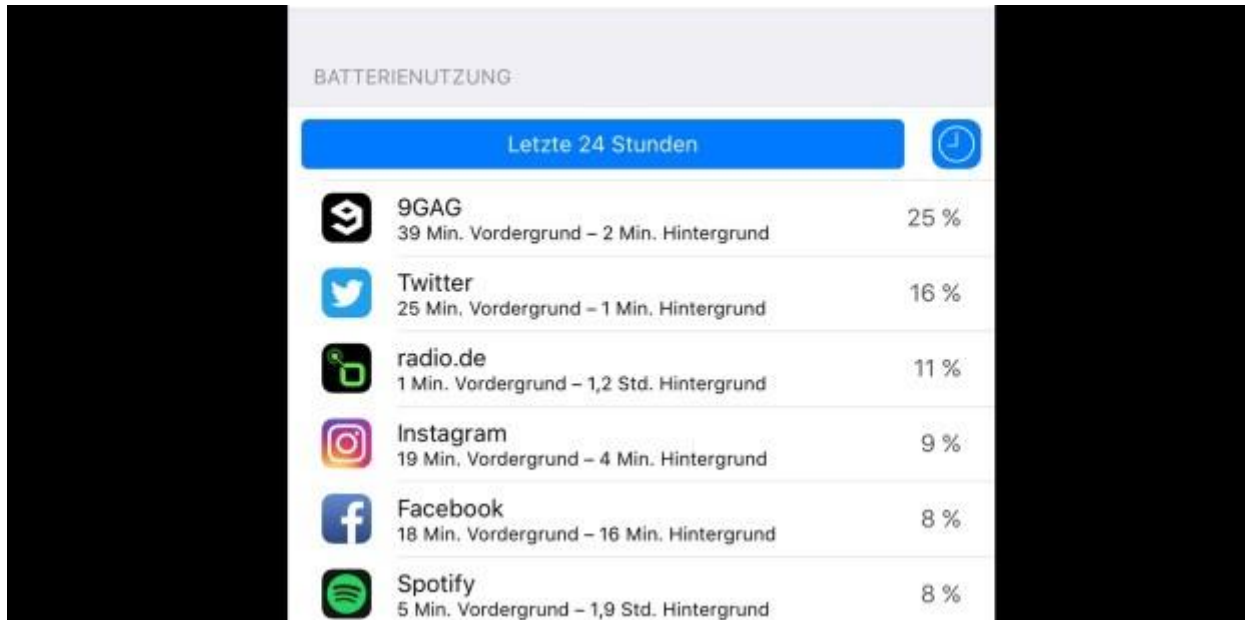 BATTERIENUTZUNG
Letzte 24 Stunden
9GAG
25 %
39 Min. Vordergrund – 2 Min. Hintergrund
Twitter
16 %
25 Min. Vordergrund – 1 Min. Hintergrund
radio.de
11 %
1 Min. Vordergrund – 1,2 Std. Hintergrund
Instagram
9 %
19 Min. Vordergrund – 4 Min. Hintergrund
Facebook
8 %
18 Min. Vordergrund – 16 Min. Hintergrund
Spotify
8 %
5 Min. Vordergrund – 1,9 Std. Hintergrund